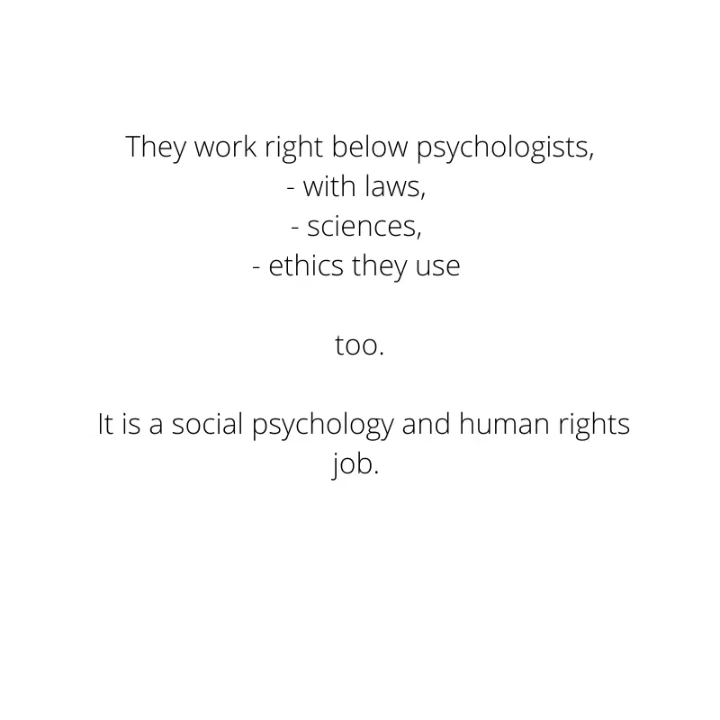 They work right below psychologists,
- with laws,
- sciences,
- ethics they use
too.
It is a social psychology and human rights
job.